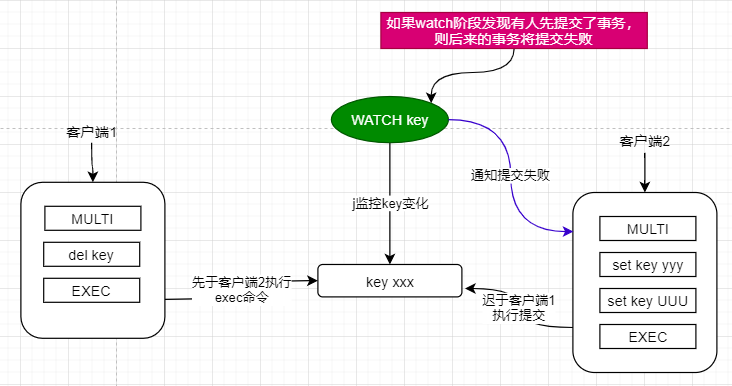 如果watch阶段发现有人先提交了事务，
则后来的事务将提交失败
WATCH key
客户端1
客户端2
通知提交失败
j监控key变化
MULTI
del key
EXEC
先于客户端2执行
exec命令
key xxx
迟于客户端1
执行提交
MULTI
set key yyy
set key UUU
EXEC